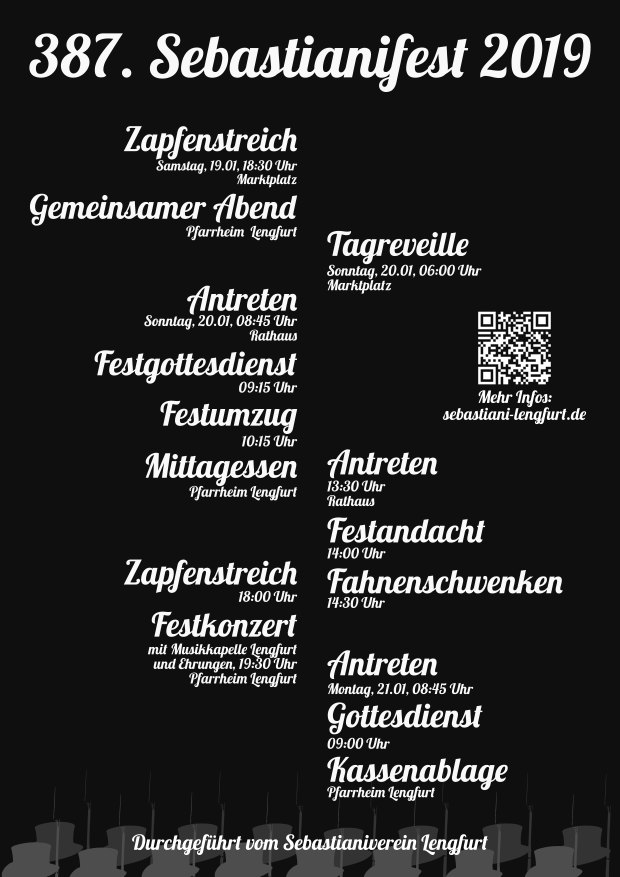 387. Sebastianifest 2019
Zapfenstreich
Samstag, 19.01, 18:30 Uhr
Marktplatz
Gemeinsamer Abend
Pfarrheim Lengfurt
Tagreveille
Sonntag, 20.01, 06:00 Uhr
Marktplatz
Antreten
Sonntag, 20.01, 08:45 Uhr
Rathaus
Festgottesdienst
09:15 Uhr
Festumzug
10:15 Uhr
Mittagessen
Pfarrheim Lengfurt
Mehr Infos:
sebastiani-lengfurt.de
Antreten
13:30 Uhr
Rathaus
Festandacht
14:00 Uhr
Fahnenschwenken
14:30 Uhr
Zapfenstreich
18:00 Uhr
Festkonzert
mit Musikkapelle Lengfurt
und Ehrungen, 19:30 Uhr
Pfarrheim Lengfurt
Antreten
Montag, 21.01, 08:45 Uhr
Gottesdienst
09:00 Uhr
Kassenablage
Pfarrheim Lengfurt
Durchgeführt vom Sebastianiverein Lengfurt